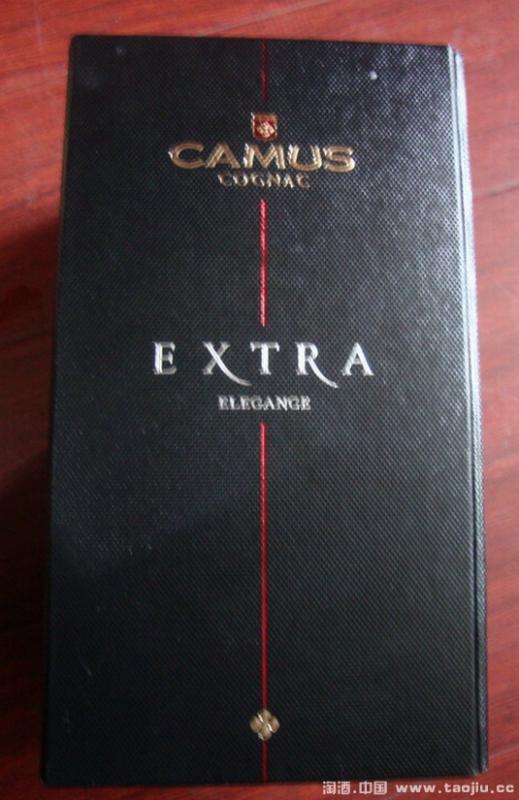 CAMUS
COGNAC
EXTRA
ELEGANCE
淘酒.中国 www.taojiu.cc